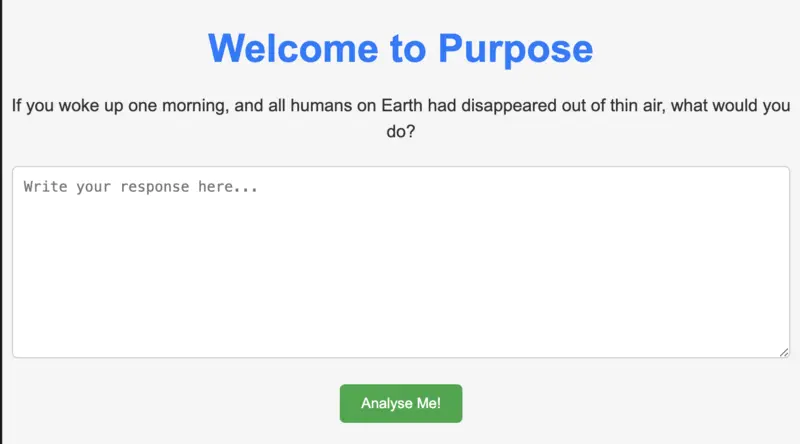 Welcome to Purpose
If you woke up one morning, and all humans on Earth had disappeared out of thin air, what would you
do?
Write your response here...
Analyse Me!